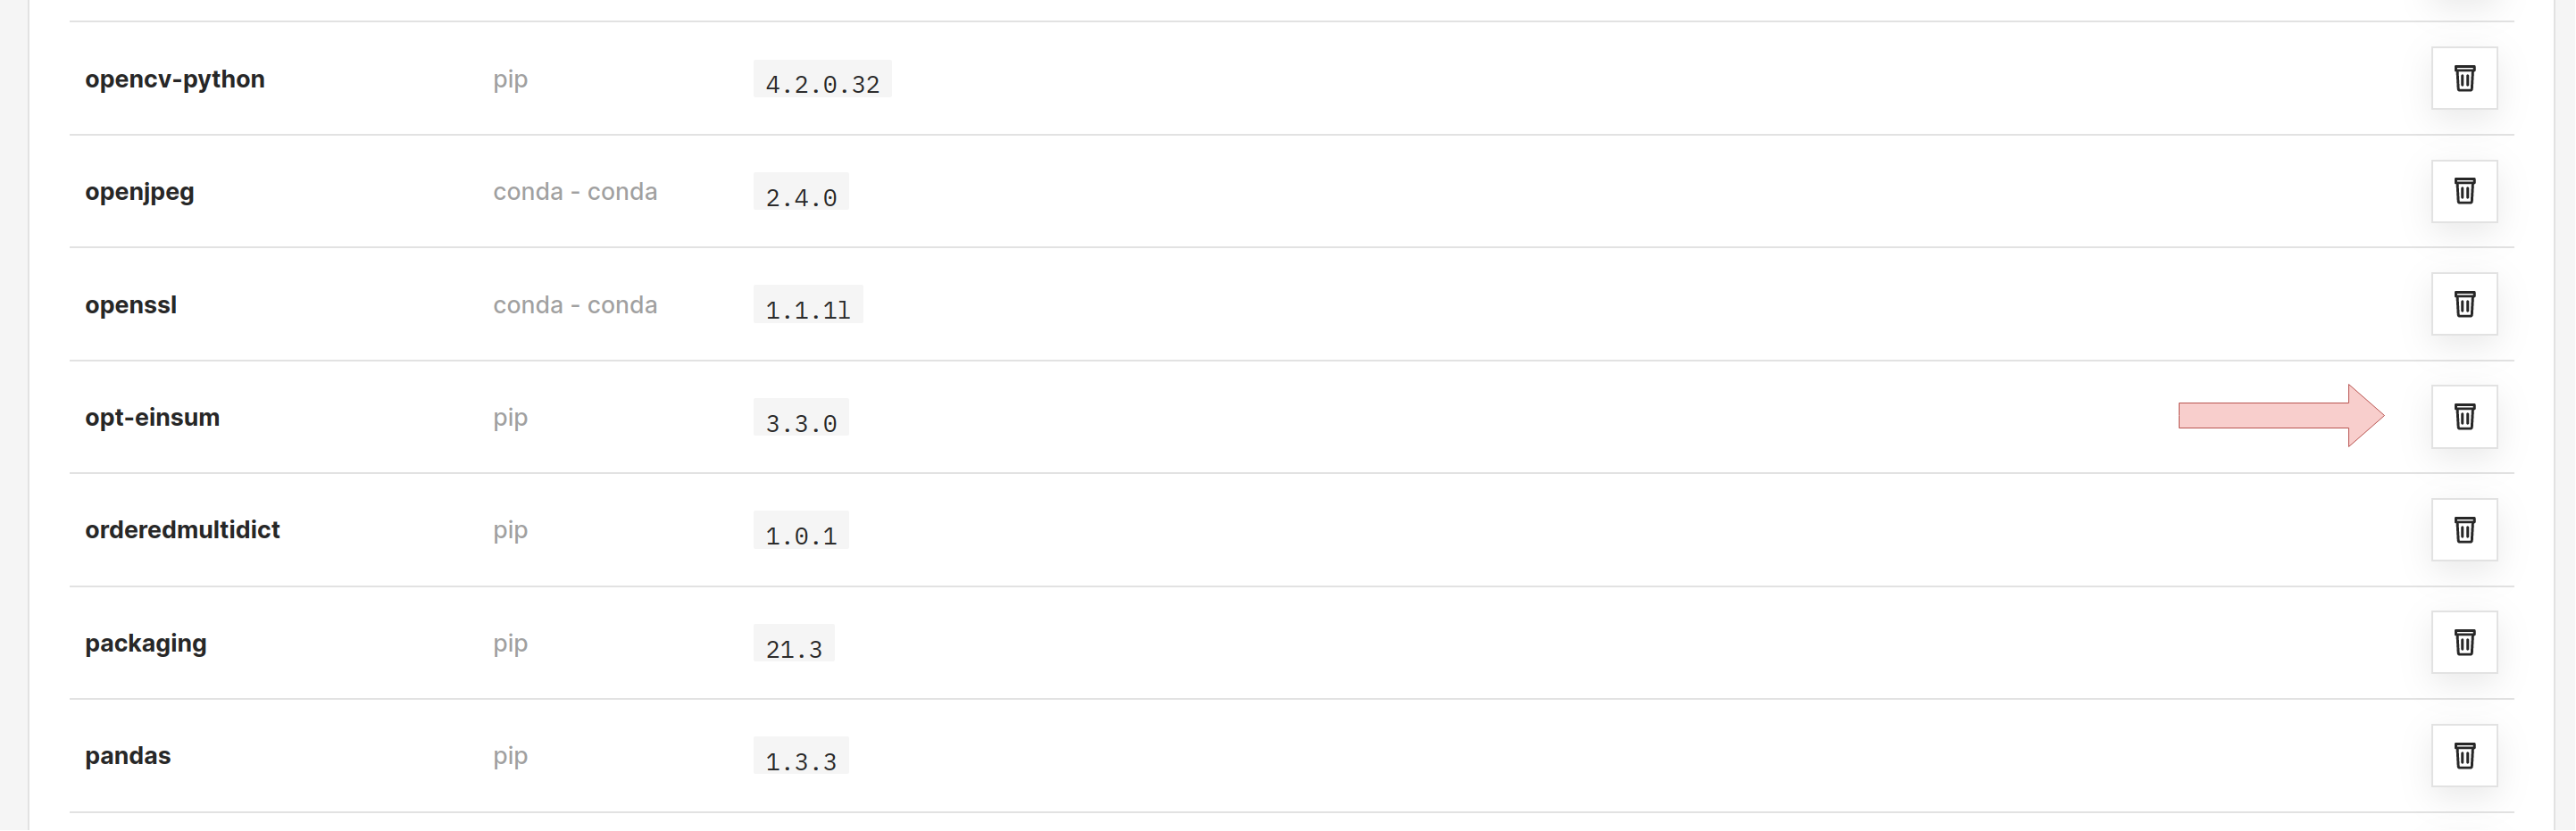 opencv-python pip 4.2.0.32
openjpeg conda - conda 2.4.0
openssl conda - conda 1.1.1l
opt-einsum pip 3.3.0
orderedmultidict pip 1.0.1
packaging pip 21.3
pandas pip 1.3.3